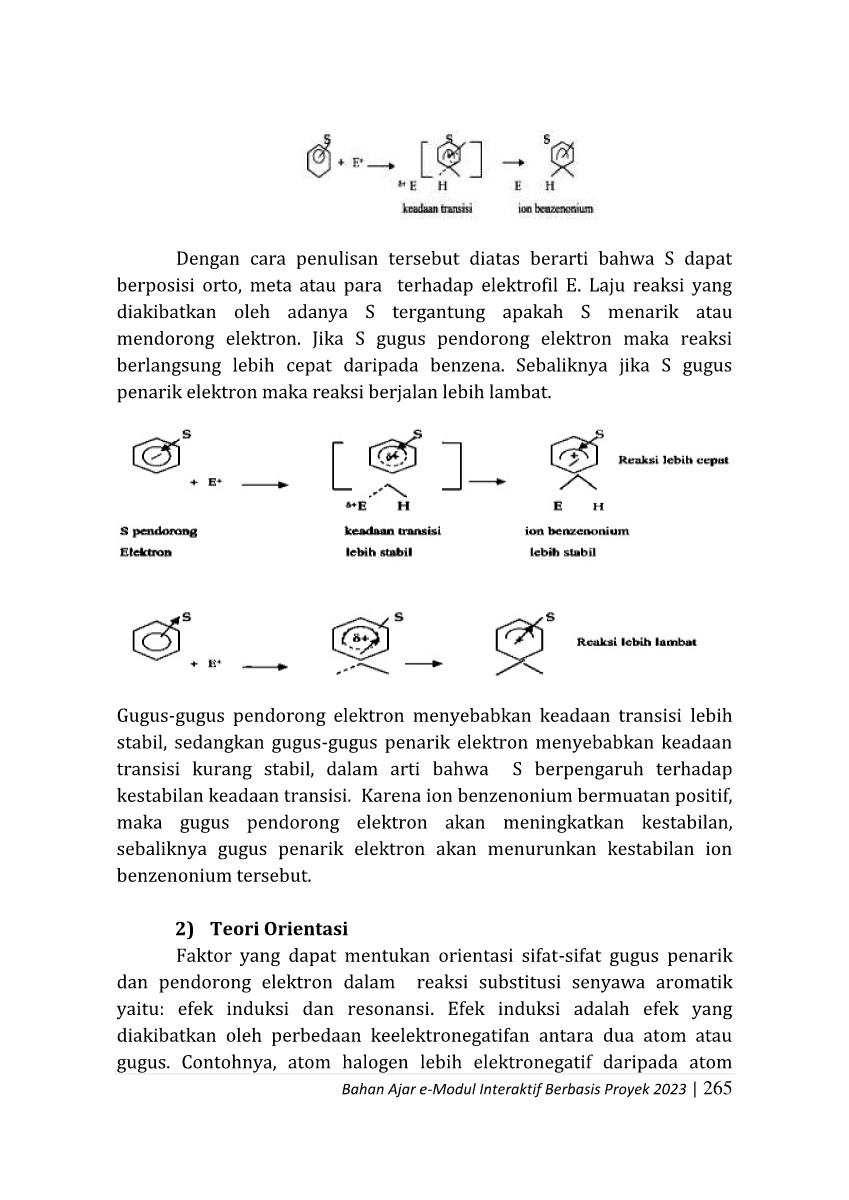 S S S
+ E⁺
δ+ E H E H
keadaan transisi ion benzenonium
Dengan cara penulisan tersebut diatas berarti bahwa S dapat
berposisi orto, meta atau para terhadap elektrofil E. Laju reaksi yang
diakibatkan oleh adanya S tergantung apakah S menarik atau
mendorong elektron. Jika S gugus pendorong elektron maka reaksi
berlangsung lebih cepat daripada benzena. Sebaliknya jika S gugus
penarik elektron maka reaksi berjalan lebih lambat.
S S S
δ+ + Reaksi lebih cepat
+ E⁺
δ+E H E H
S pendorong keadaan transisi ion benzenonium
Elektron lebih stabil lebih stabil
S S S
δ+ Reaksi lebih lambat
+ E⁺
Gugus-gugus pendorong elektron menyebabkan keadaan transisi lebih
stabil, sedangkan gugus-gugus penarik elektron menyebabkan keadaan
transisi kurang stabil, dalam arti bahwa S berpengaruh terhadap
kestabilan keadaan transisi. Karena ion benzenonium bermuatan positif,
maka gugus pendorong elektron akan meningkatkan kestabilan,
sebaliknya gugus penarik elektron akan menurunkan kestabilan ion
benzenonium tersebut.
2) Teori Orientasi
Faktor yang dapat mentukan orientasi sifat-sifat gugus penarik
dan pendorong elektron dalam reaksi substitusi senyawa aromatik
yaitu: efek induksi dan resonansi. Efek induksi adalah efek yang
diakibatkan oleh perbedaan keelektronegatifan antara dua atom atau
gugus. Contohnya, atom halogen lebih elektronegatif daripada atom
Bahan Ajar e-Modul Interaktif Berbasis Proyek 2023 | 265